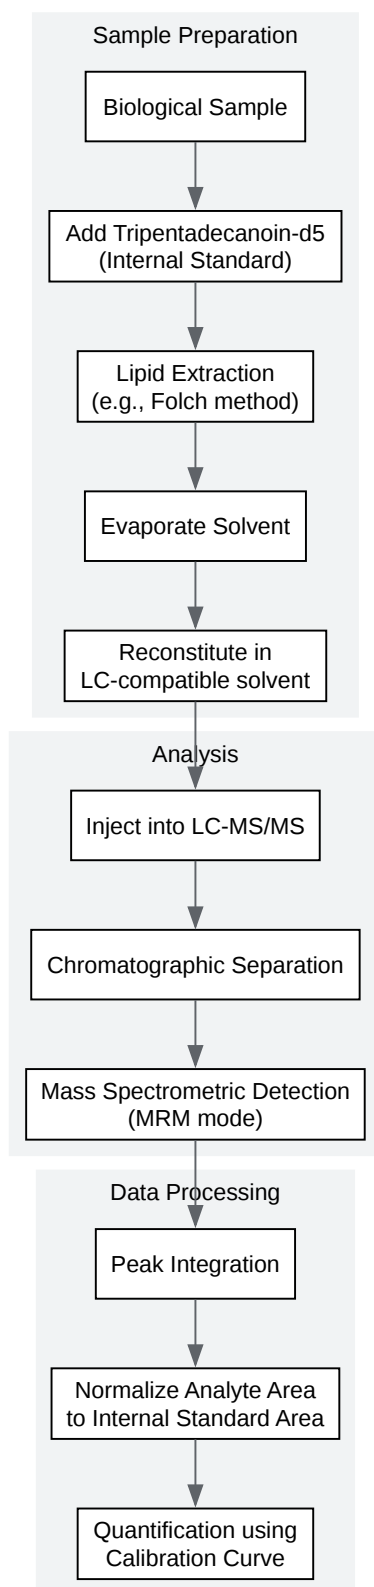 Sample Preparation
Biological Sample
Add Tripentadecanoin-d5
(Internal Standard)
Lipid Extraction
(e.g., Folch method)
Evaporate Solvent
Reconstitute in
LC-compatible solvent
Analysis
Inject into LC-MS/MS
Chromatographic Separation
Mass Spectrometric Detection
(MRM mode)
Data Processing
Peak Integration
Normalize Analyte Area
to Internal Standard Area
Quantification using
Calibration Curve